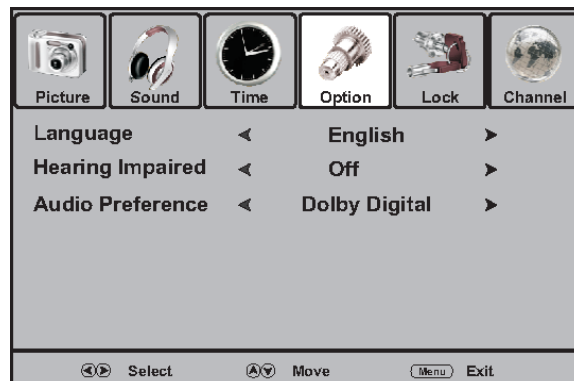 Picture Sound Time Option Lock Channel
Language English
Hearing Impaired Off
Audio Preference Dolby Digital
Select Move Menu Exit